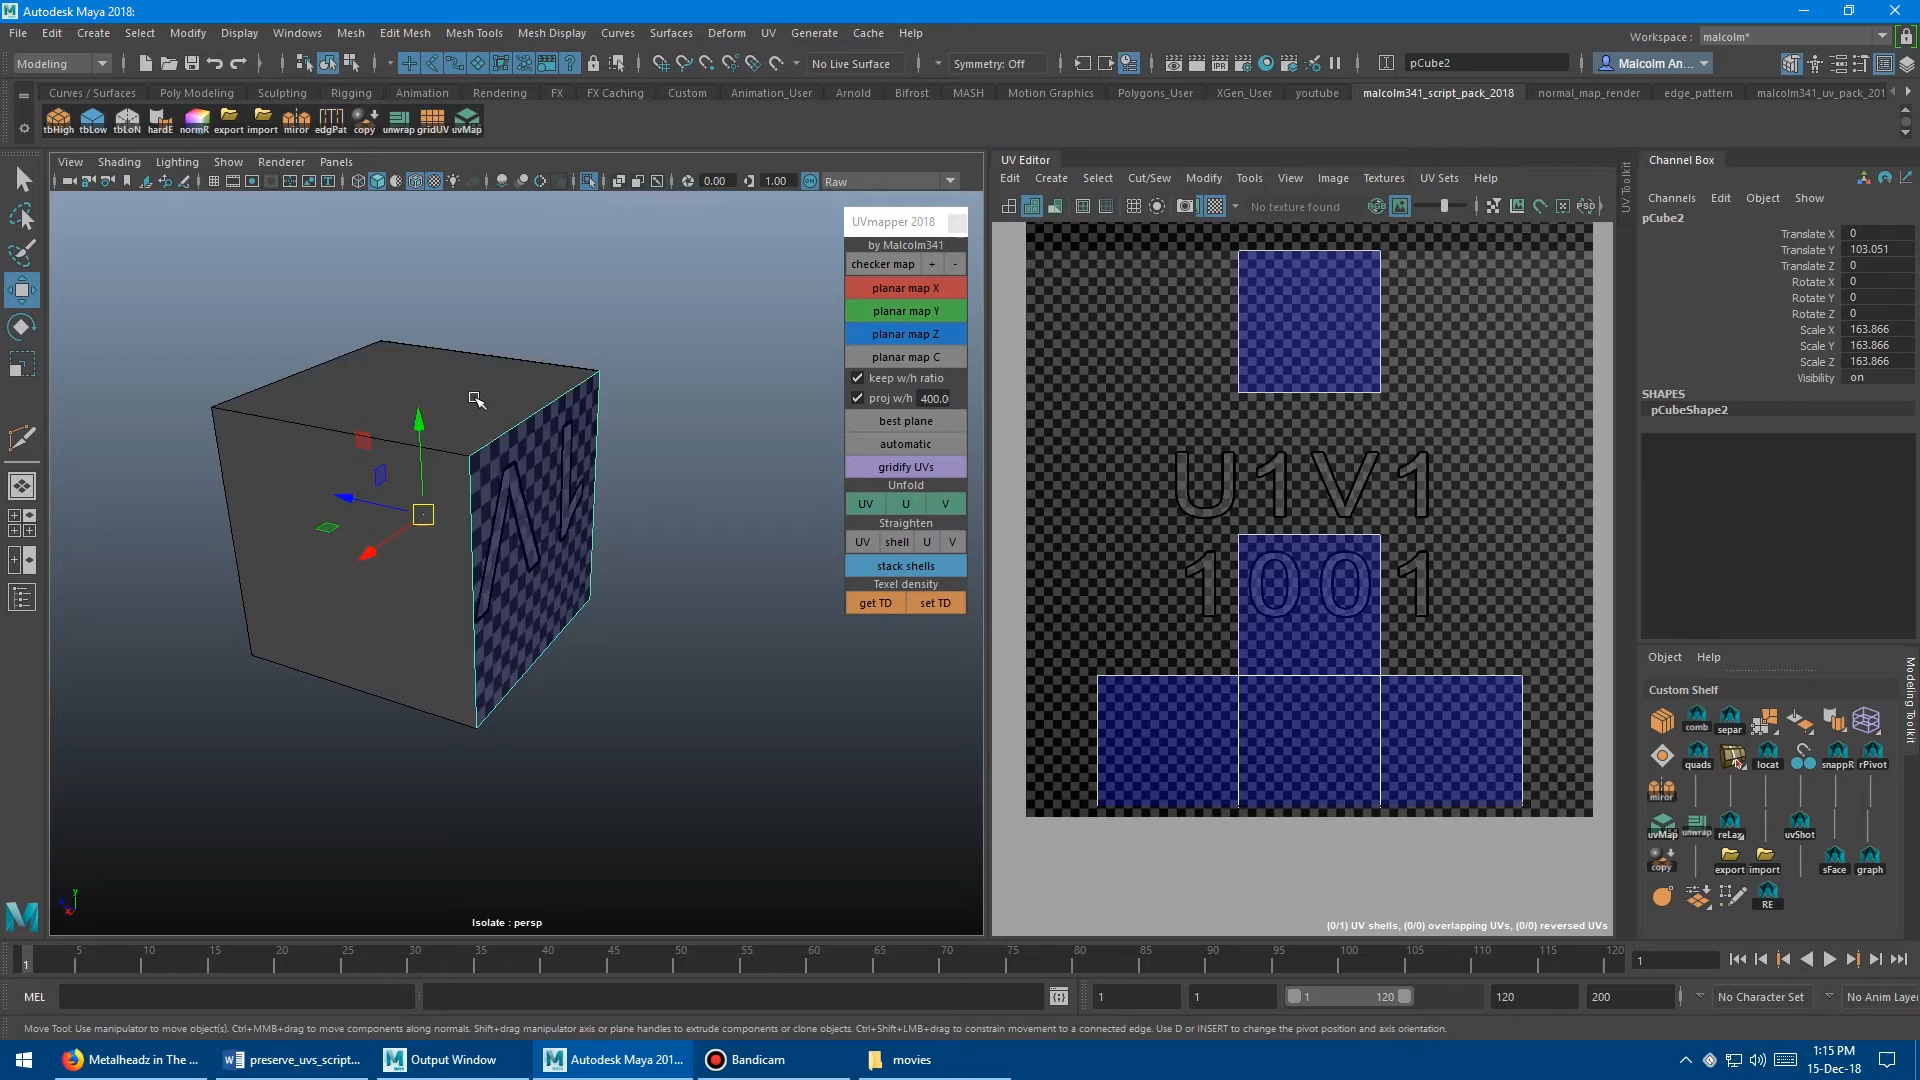 Autodesk Maya 2018:
File Edit Create Select Modify Display Windows Mesh Edit Mesh Mesh Tools Mesh Display Curves Surfaces Deform UV Generate Cache Help
Workspace : malcolm*
Modeling
No Live Surface
Symmetry: Off
pCube2
Malcolm An...
Curves / Surfaces Poly Modeling Sculpting Rigging Animation Rendering FX FX Caching Custom Animation_User Arnold Bifrost MASH Motion Graphics Polygons_User XGen_User youtube malcolm341_script_pack_2018 normal_map_render edge_pattern malcolm341_uv_pack_201
tbHigh tbLow tbLoN hardE normR export import miror edgPat copy unwrap gridUV uvMap
View Shading Lighting Show Renderer Panels
0.00 1.00 Raw
UVmapper 2018
by Malcolm341
checker map + -
planar map X
planar map Y
planar map Z
planar map C
keep w/h ratio
proj w/h 400.0
best plane
automatic
gridify UVs
Unfold
UV U V
Straighten
UV shell U V
stack shells
Texel density
get TD set TD
Isolate : persp
UV Editor
Edit Create Select Cut/Sew Modify Tools View Image Textures UV Sets Help
No texture found
RGB
PSD
U1V1
1001
(0/1) UV shells, (0/0) overlapping UVs, (0/0) reversed UVs
UV Toolkit
Channel Box
Channels Edit Object Show
pCube2
Translate X 0
Translate Y 103.051
Translate Z 0
Rotate X 0
Rotate Y 0
Rotate Z 0
Scale X 163.866
Scale Y 163.866
Scale Z 163.866
Visibility on
SHAPES
pCubeShape2
Object Help
Custom Shelf
comb separ
quads locat snappR rPivot
miror
uvMap unwrap reLax uvShot
copy export import sFace graph
RE
Modeling Toolkit
5 10 15 20 25 30 35 40 45 50 55 60 65 70 75 80 85 90 95 100 105 110 115 120
1
1
MEL
1 1 1 120 120 200 No Character Set No Anim Layer
Move Tool: Use manipulator to move object(s). Ctrl+MMB+drag to move components along normals. Shift+drag manipulator axis or plane handles to extrude components or clone objects. Ctrl+Shift+LMB+drag to constrain movement to a connected edge. Use D or INSERT to change the pivot position and axis orientation.
Metalheadz in The ... preserve_uvs_script... Output Window Autodesk Maya 201... Bandicam movies
1:15 PM
15-Dec-18